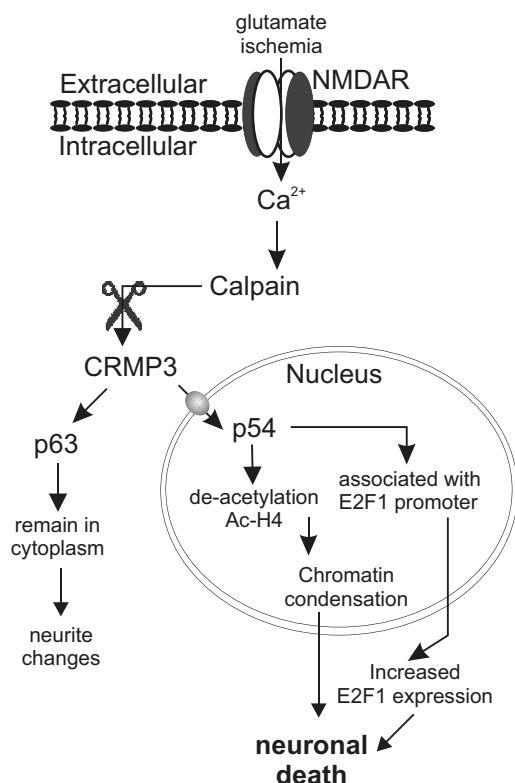 glutamate
ischemia
Extracellular
NMDAR
Intracellular
Ca²⁺
Calpain
CRMP3
Nucleus
p63
p54
remain in
cytoplasm
de-acetylation
Ac-H4
associated with
E2F1 promoter
neurite
changes
Chromatin
condensation
Increased
E2F1 expression
neuronal
death